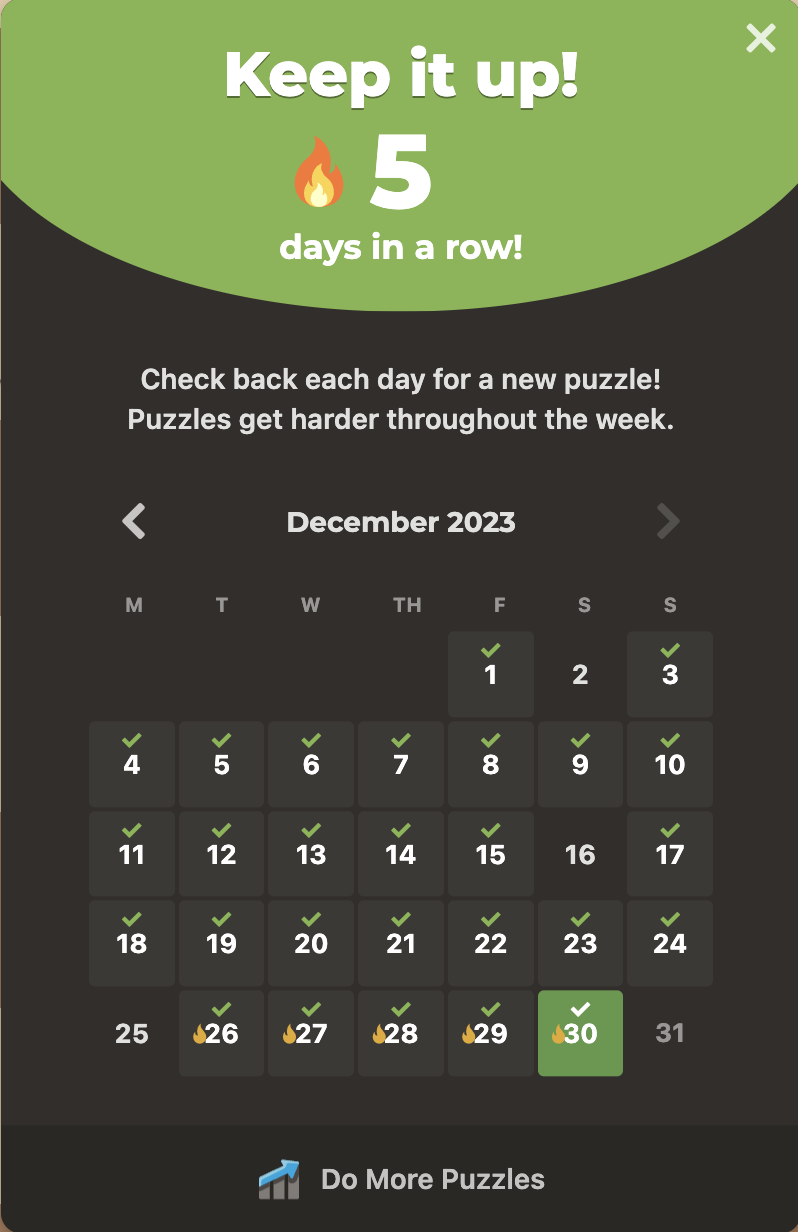 Keep it up!
5
days in a row!
Check back each day for a new puzzle!
Puzzles get harder throughout the week.
December 2023
M T W TH F S S
1 2 3
4 5 6 7 8 9 10
11 12 13 14 15 16 17
18 19 20 21 22 23 24
25 26 27 28 29 30 31
Do More Puzzles